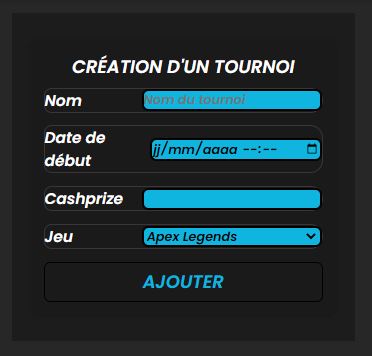 CRÉATION D'UN TOURNOI
Nom Nom du tournoi
Date de
début jj/mm/aaaa --:--
Cashprize
Jeu Apex Legends
AJOUTER